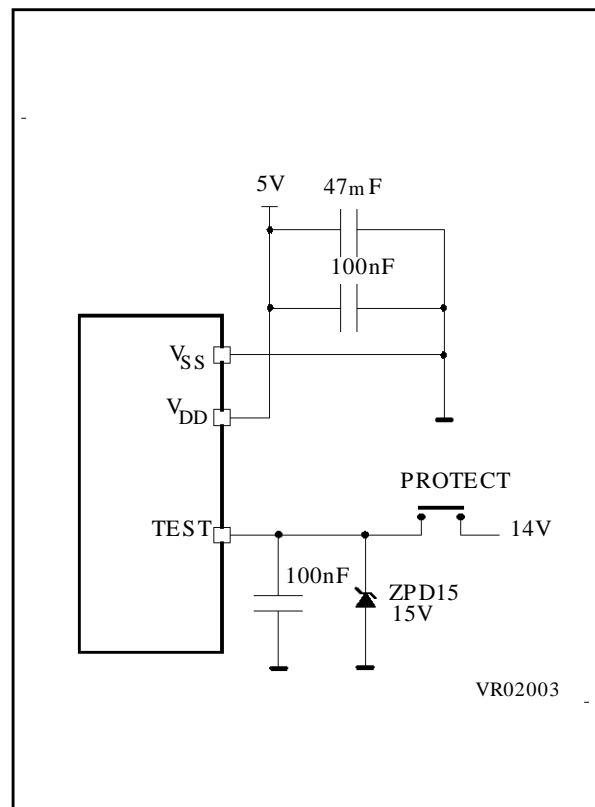 5V
47mF
100nF
VSS
VDD
PROTECT
TEST
14V
100nF
ZPD15
15V
VR02003